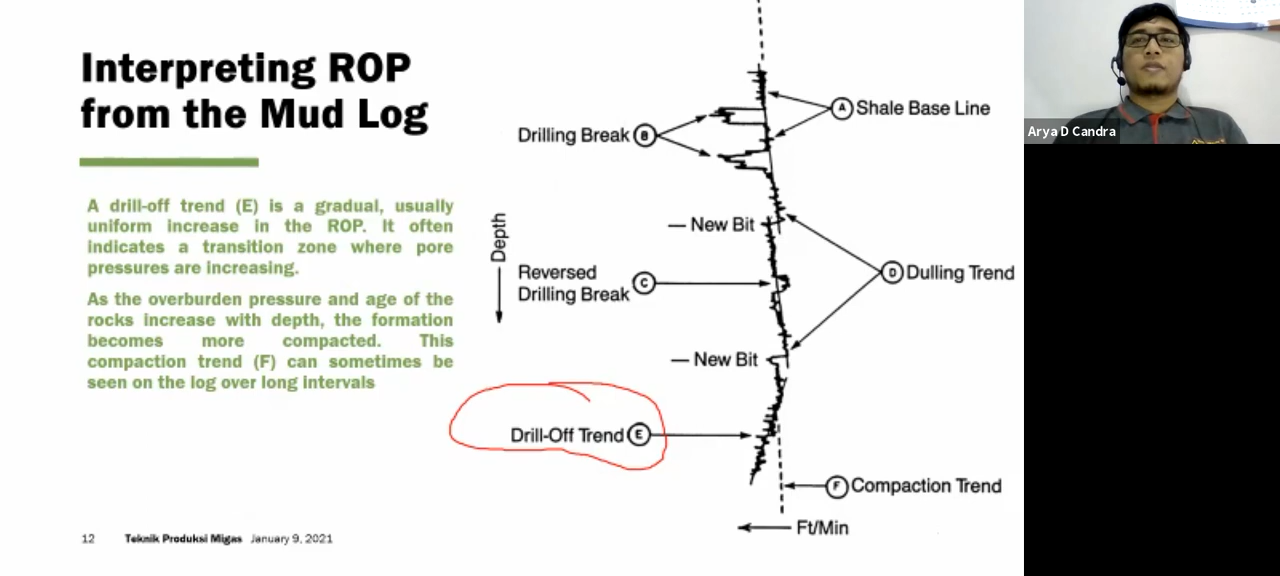 Interpreting ROP
from the Mud Log
A drill-off trend (E) is a gradual, usually
uniform increase in the ROP. It often
indicates a transition zone where pore
pressures are increasing.
As the overburden pressure and age of the
rocks increase with depth, the formation
becomes more compacted. This
compaction trend (F) can sometimes be
seen on the log over long intervals
A Shale Base Line
Drilling Break B
New Bit
Depth
Reversed
Drilling Break C
D Dulling Trend
New Bit
Drill-Off Trend E
F Compaction Trend
Ft/Min
12 Teknik Produksi Migas January 9, 2021
Arya D Candra